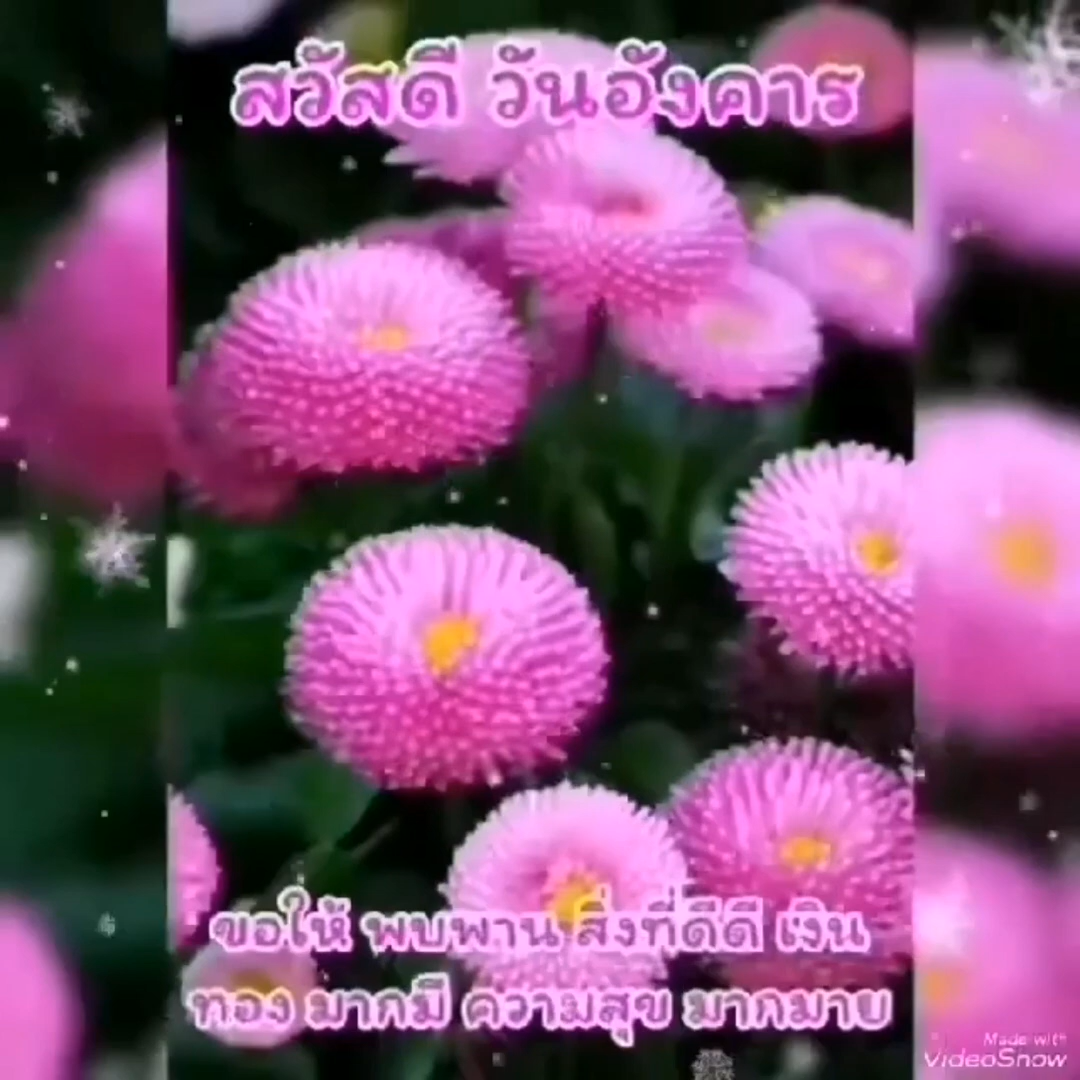 สวัสดี วันอังคาร
ขอให้ พบพาน สิ่งที่ดีดี เงิน
ทอง มากมี ความสุข มากมาย
Made with
VideoShow